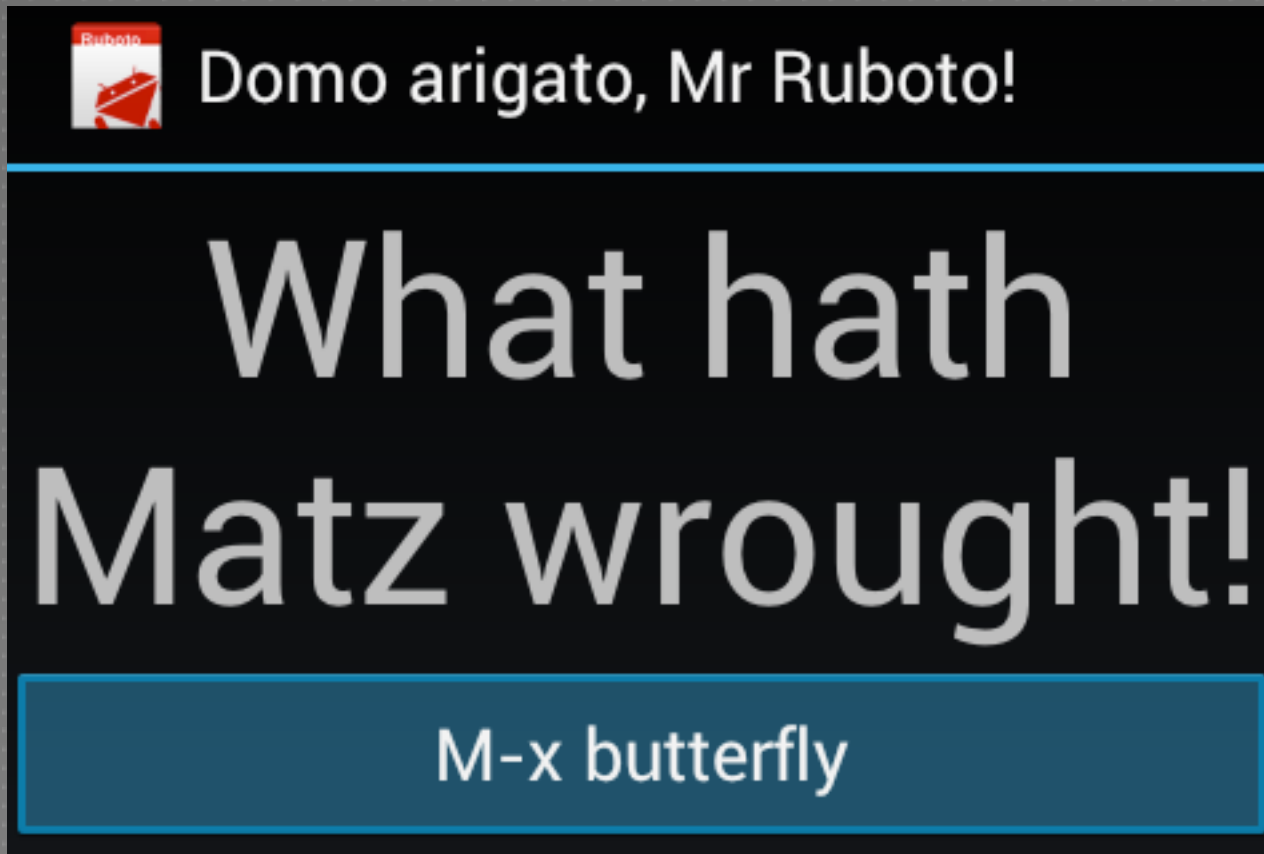 Ruboto
Domo arigato, Mr Ruboto!
What hath
Matz wrought!
M-x butterfly